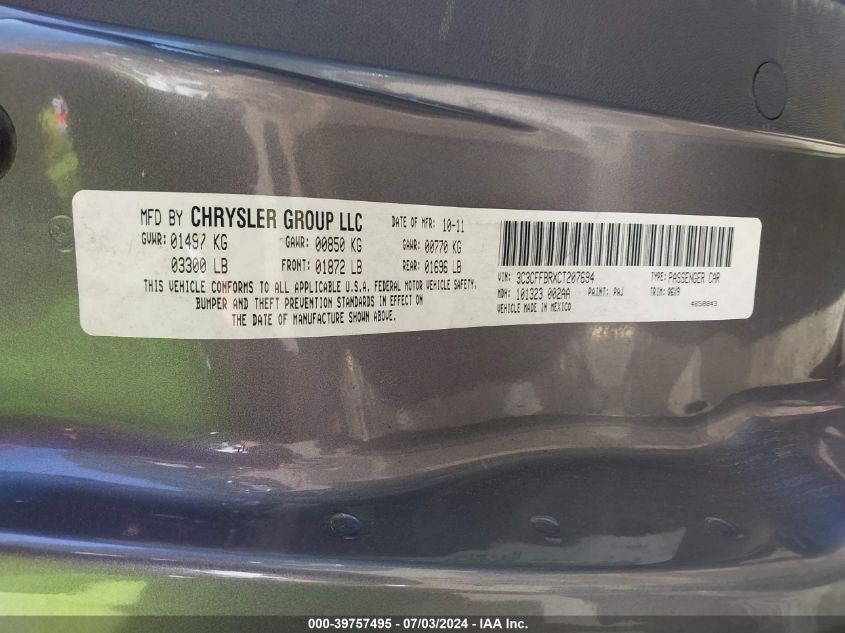 MFD BY CHRYSLER GROUP LLC DATE OF MFR: 10-11
GVWR: 01497 KG GAWR: 00850 KG GAWR: 00770 KG
03300 LB FRONT: 01872 LB REAR: 01696 LB
THIS VEHICLE CONFORMS TO ALL APPLICABLE U.S.A. FEDERAL MOTOR VEHICLE SAFETY,
BUMPER AND THEFT PREVENTION STANDARDS IN EFFECT ON
THE DATE OF MANUFACTURE SHOWN ABOVE.
VIN: 3C3CFFBRXCT207694 TYPE: PASSENGER CAR
MDH: 101323 002AA PAINT: PAJ TRIM: B6X9
VEHICLE MADE IN MEXICO 4658843
000-39757495 - 07/03/2024 - IAA Inc.